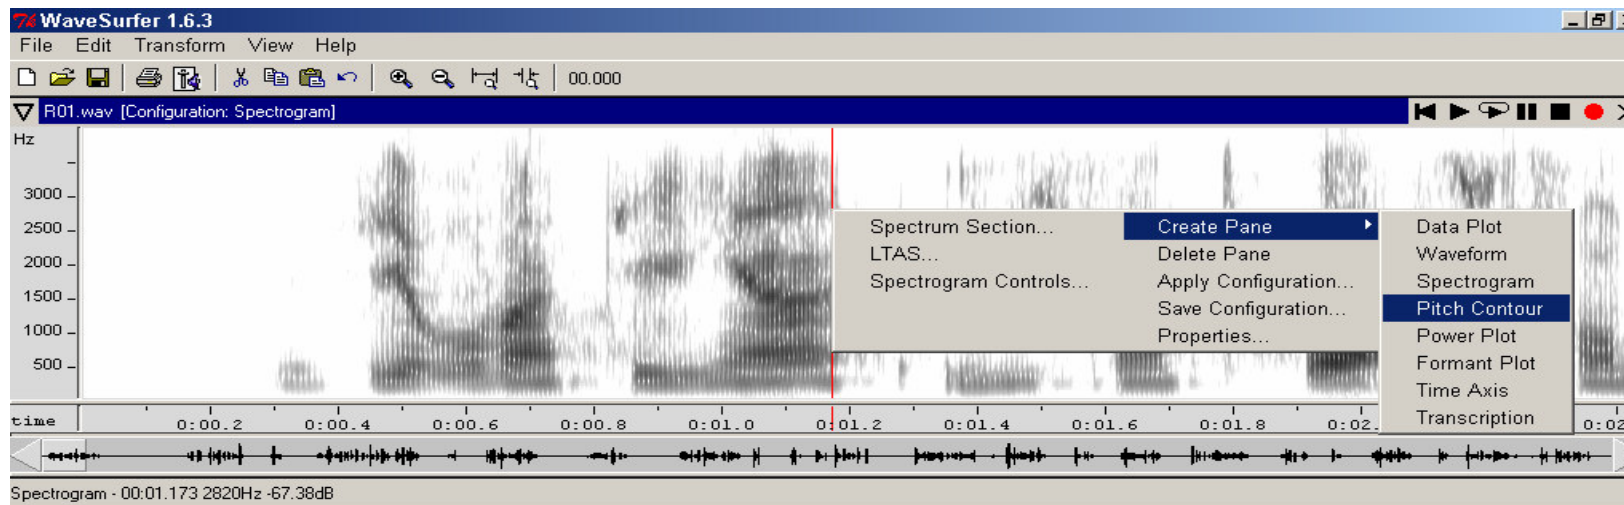 WaveSurfer 1.6.3
File Edit Transform View Help
00.000
R01.wav [Configuration: Spectrogram]
Hz
3000
2500
2000
1500
1000
500
Spectrum Section...
LTAS...
Spectrogram Controls...
Create Pane
Delete Pane
Apply Configuration...
Save Configuration...
Properties...
Data Plot
Waveform
Spectrogram
Pitch Contour
Power Plot
Formant Plot
Time Axis
Transcription
time 0:00.2 0:00.4 0:00.6 0:00.8 0:01.0 0:01.2 0:01.4 0:01.6 0:01.8 0:02. 0:02
Spectrogram - 00:01.173 2820Hz -67.38dB